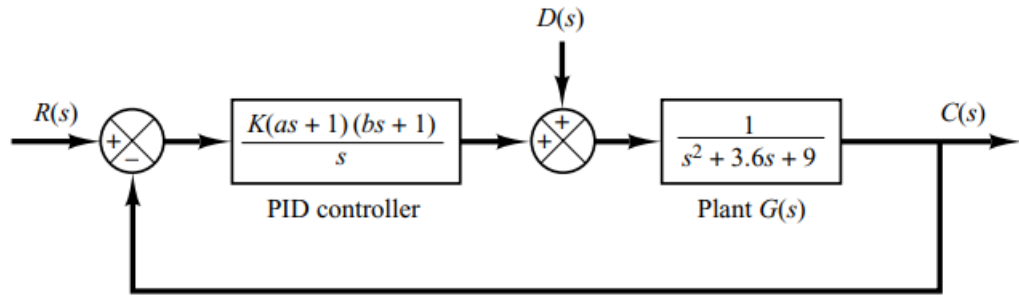 D(s)
R(s)
C(s)
+
−
K(as + 1)(bs + 1)
s
+
+
1
s² + 3.6s + 9
PID controller
Plant G(s)